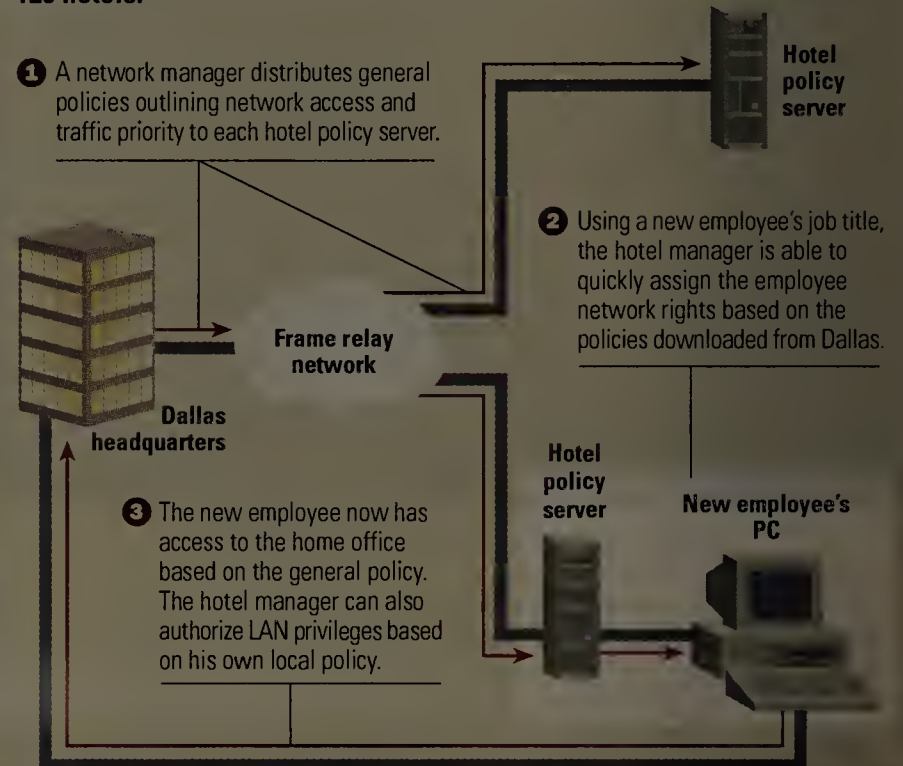 ❶ A network manager distributes general
policies outlining network access and
traffic priority to each hotel policy server.
Hotel
policy
server
❷ Using a new employee's job title,
the hotel manager is able to
quickly assign the employee
network rights based on the
policies downloaded from Dallas.
Frame relay
network
Dallas
headquarters
Hotel
policy
server
New employee's
PC
❸ The new employee now has
access to the home office
based on the general policy.
The hotel manager can also
authorize LAN privileges based
on his own local policy.